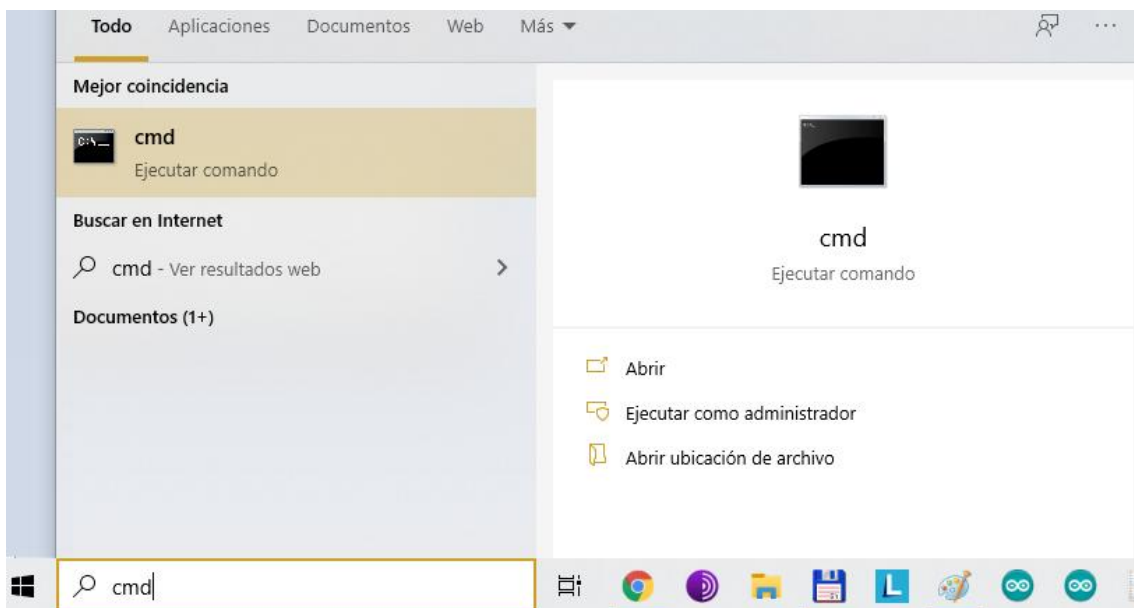 Todo Aplicaciones Documentos Web Más
Mejor coincidencia
cmd
Ejecutar comando
Buscar en Internet
cmd - Ver resultados web
Documentos (1+)
cmd
Ejecutar comando
Abrir
Ejecutar como administrador
Abrir ubicación de archivo
cmd